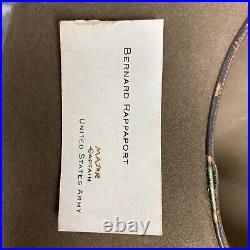 BERNARD RAPPAPORT
MAJOR
CAPTAIN
UNITED STATES ARMY